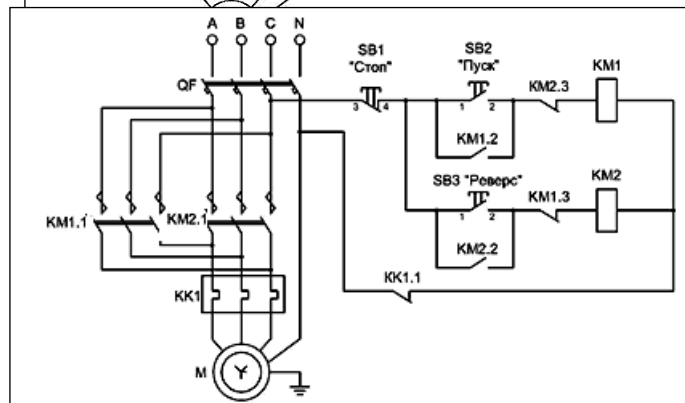 A B C N
QF
SB1
"Стоп"
3 4
SB2
"Пуск"
1 2
KM2.3
KM1
KM1.2
SB3 "Реверс"
1 2
KM1.3
KM2
KM2.2
KM1.1
KM2.1
KK1
KK1.1
M
Y